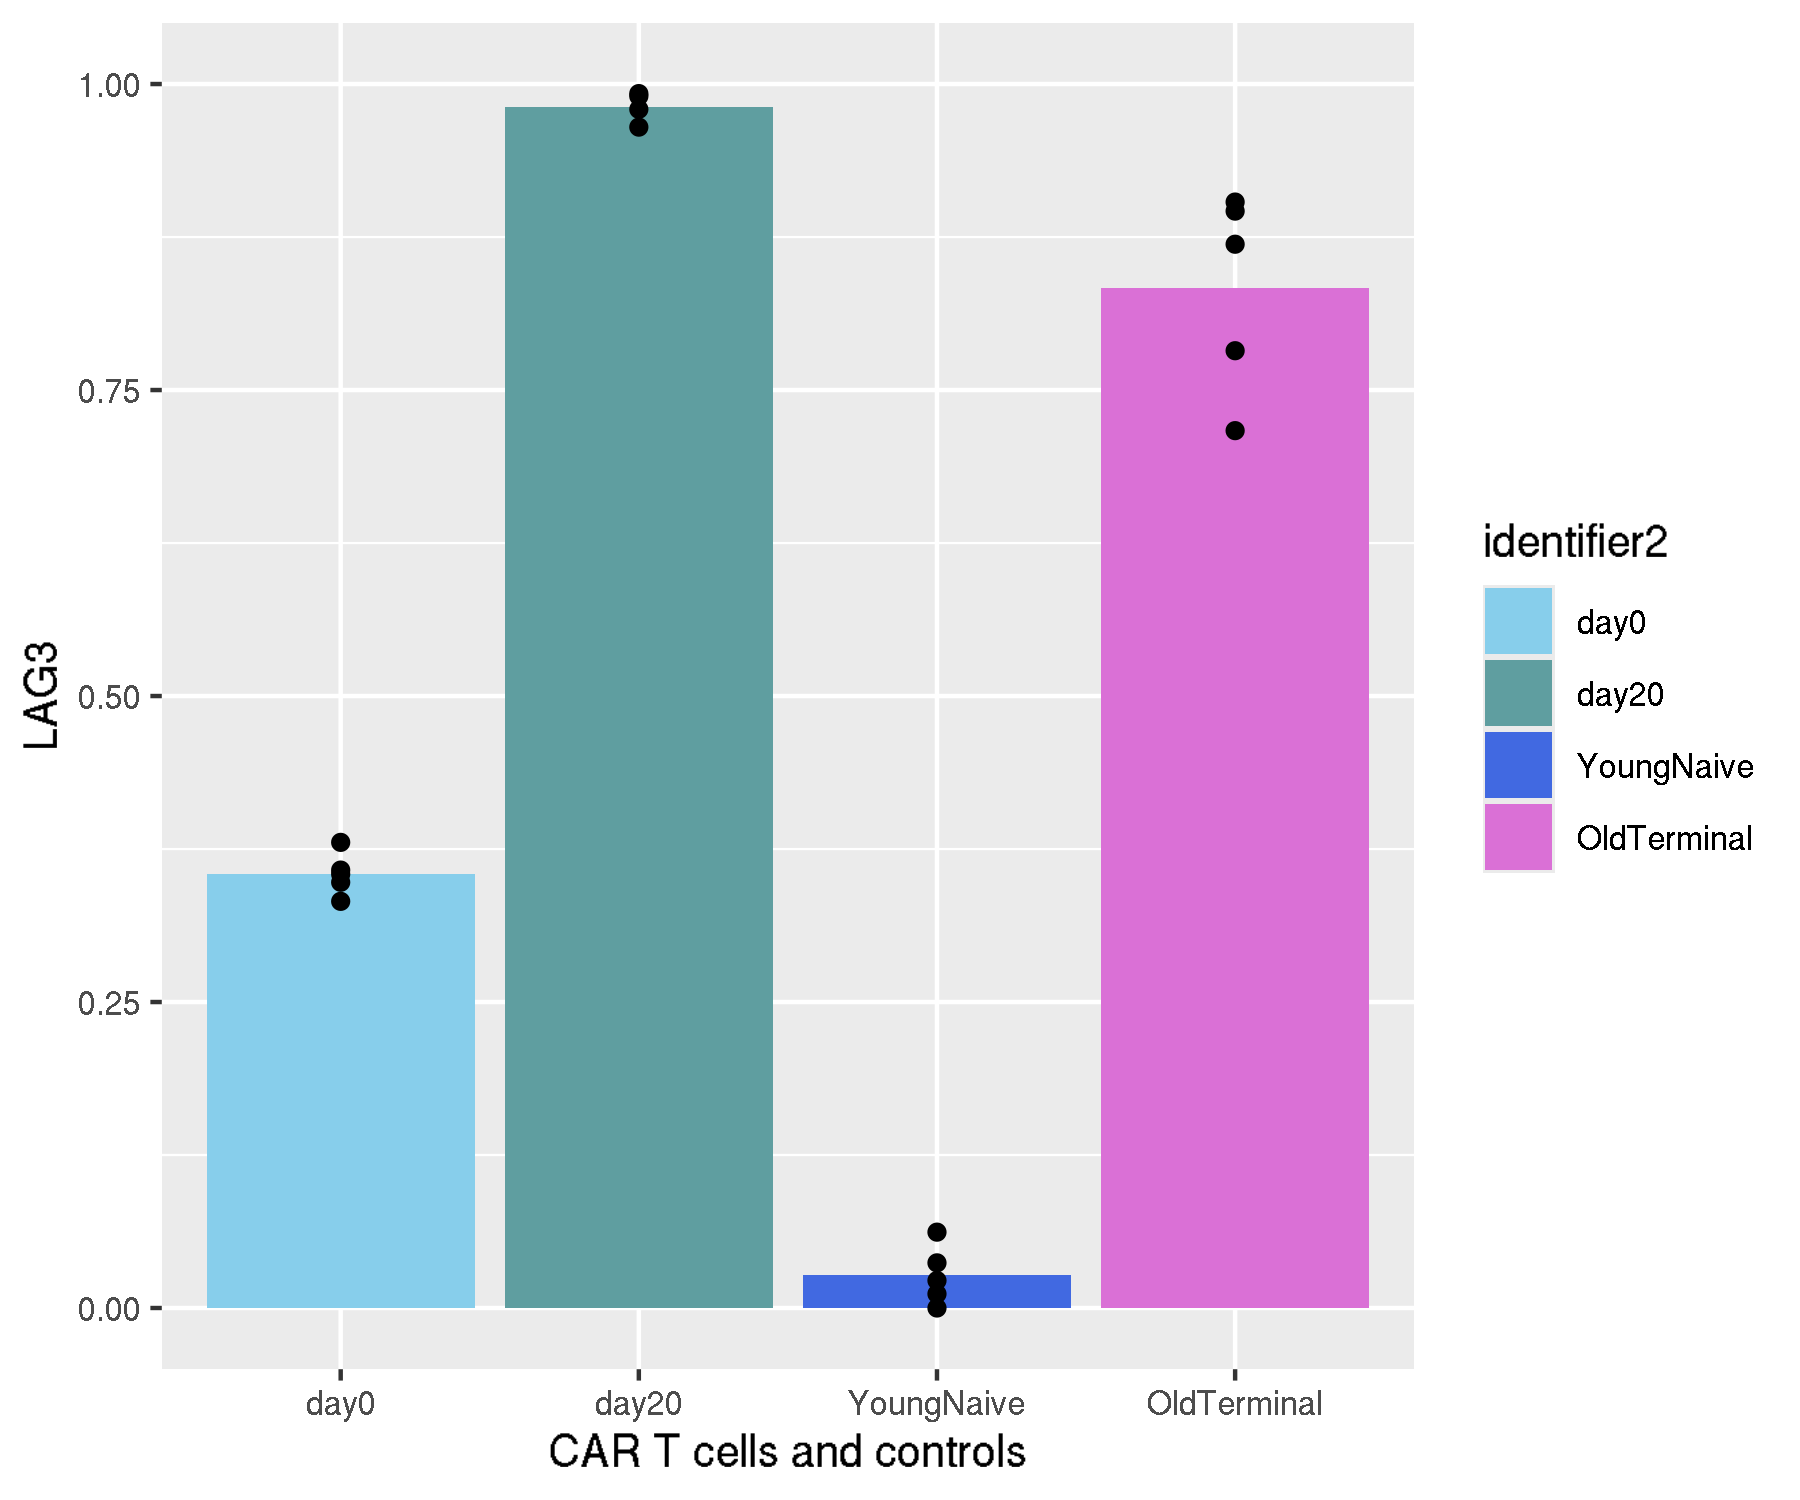 LAG3
1.00
0.75
0.50
0.25
0.00
day0 day20 YoungNaive OldTerminal
CAR T cells and controls
identifier2
day0
day20
YoungNaive
OldTerminal